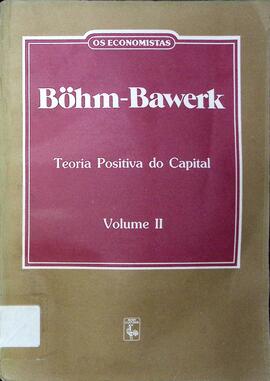 OS ECONOMISTAS
Böhm-Bawerk
Teoria Positiva do Capital
Volume II